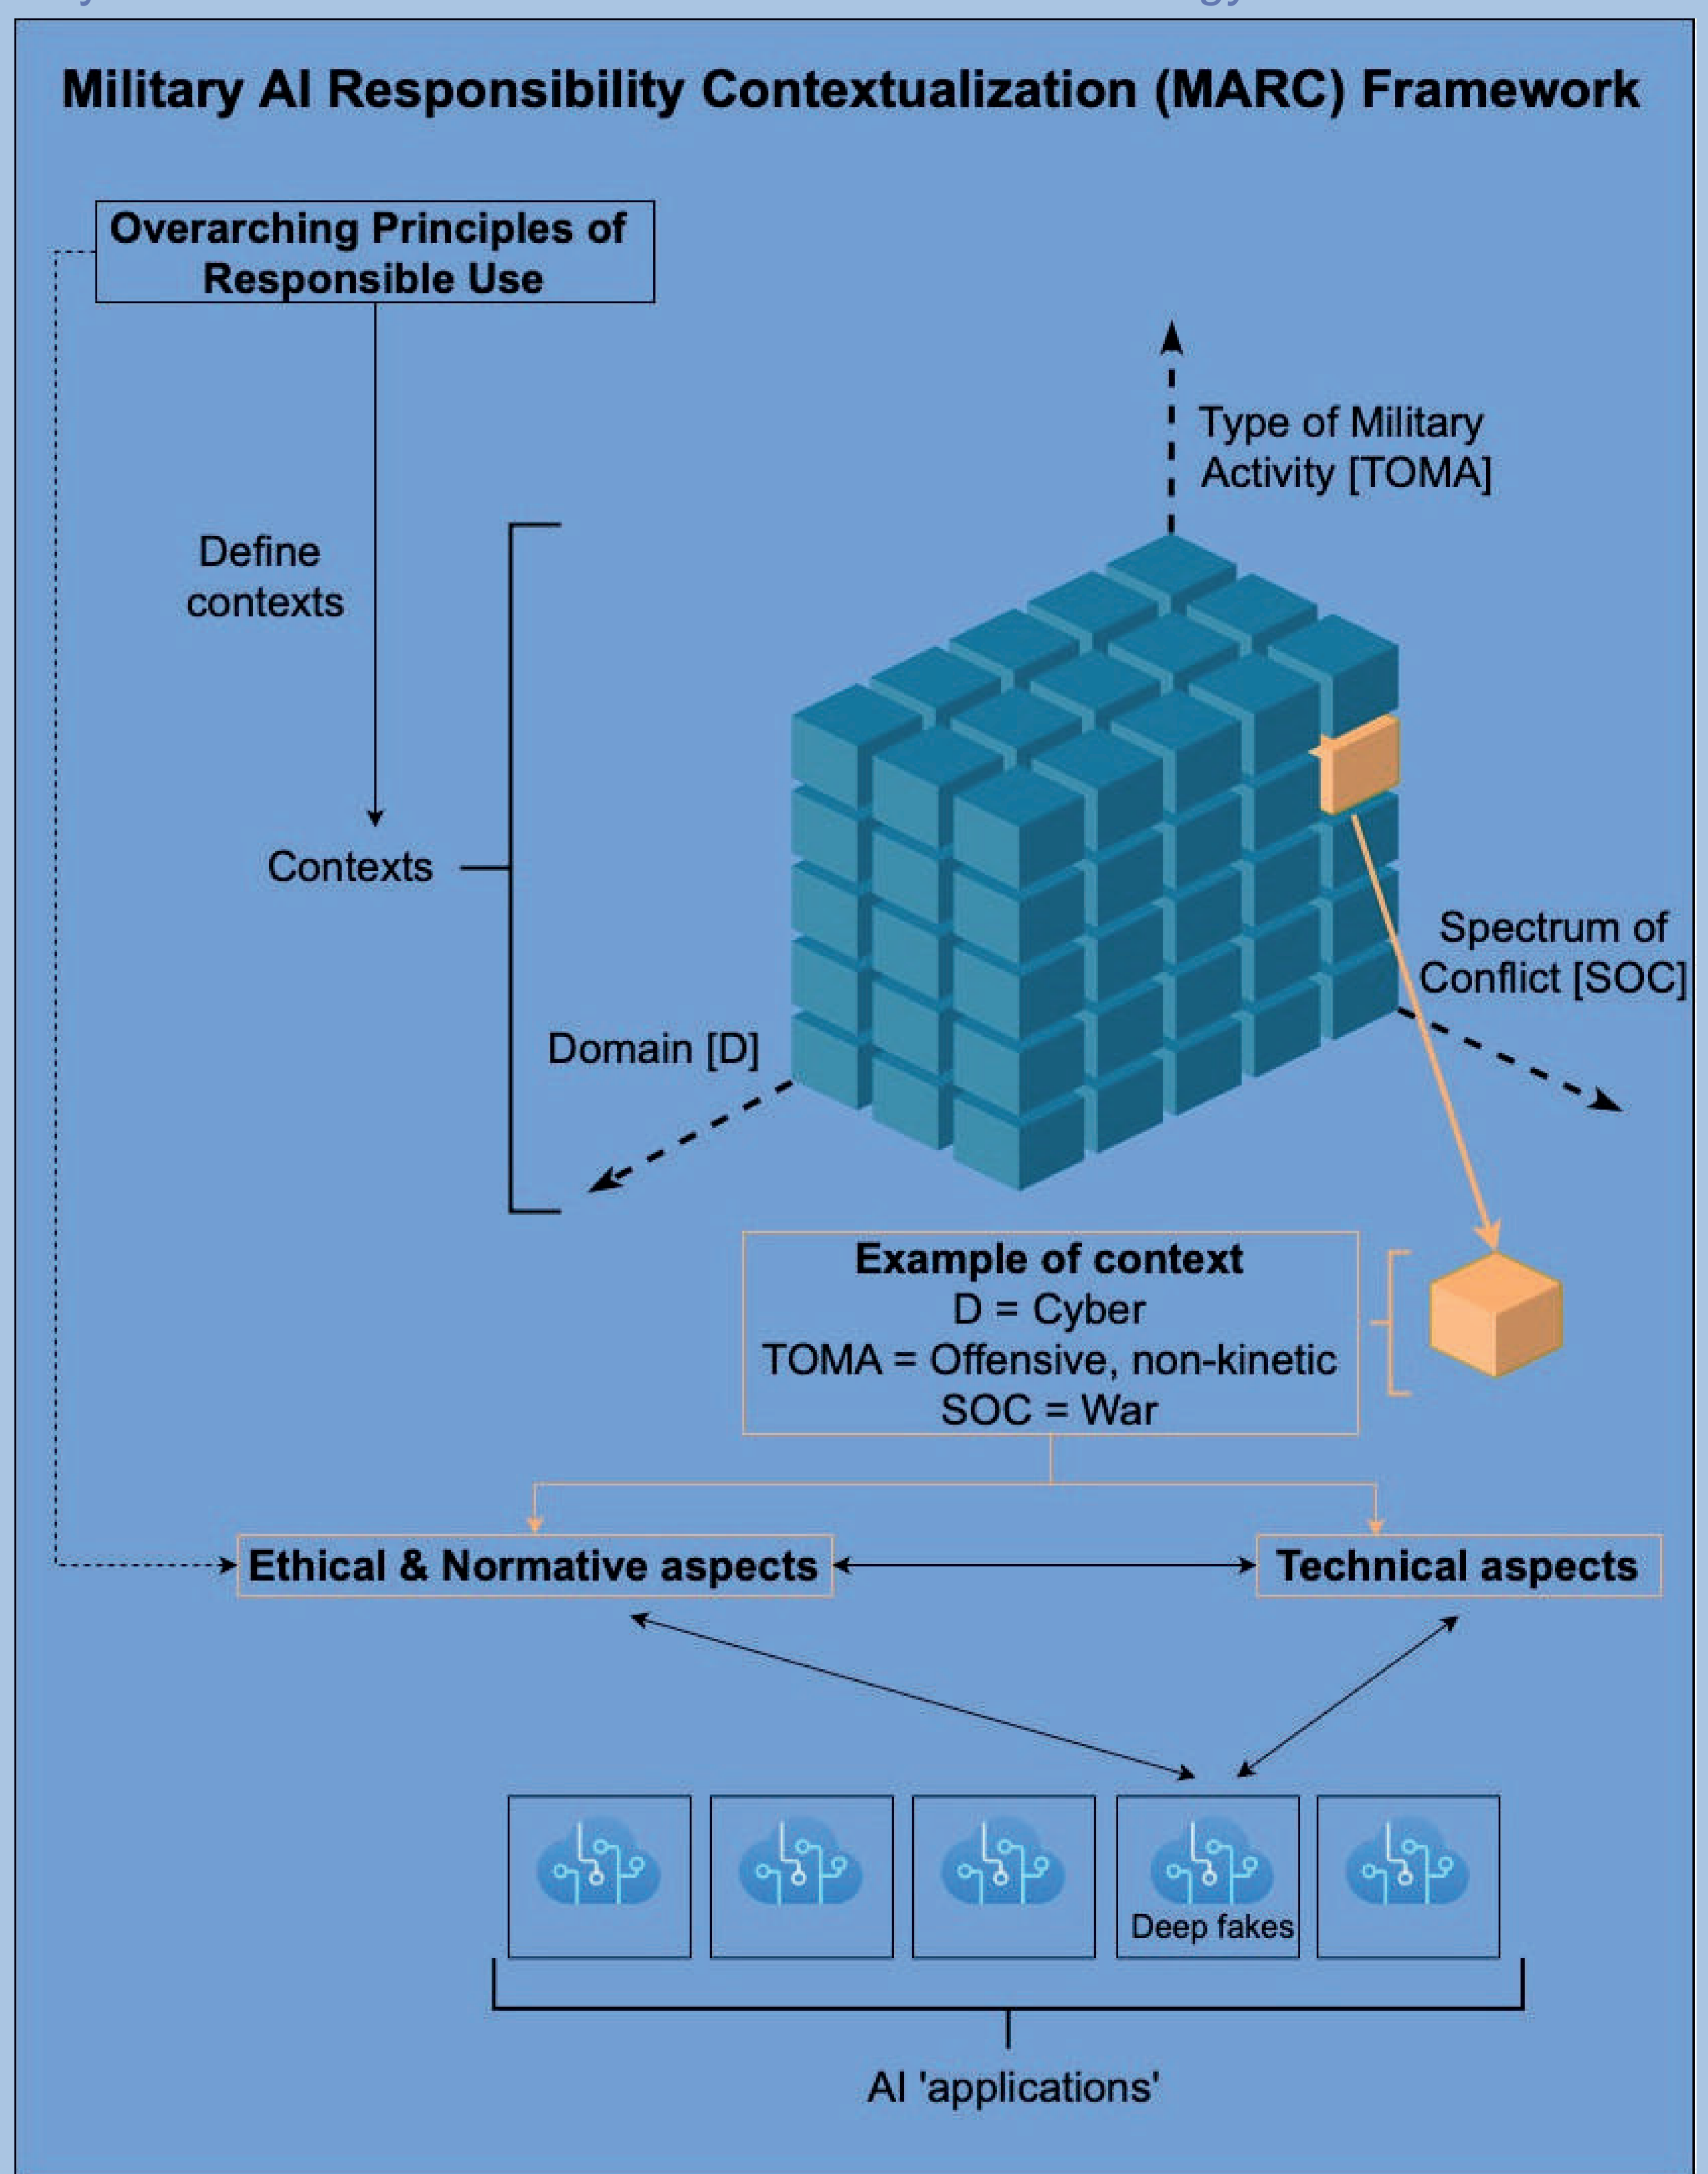 Military AI Responsibility Contextualization (MARC) Framework
Overarching Principles of
Responsible Use
Type of Military
Activity [TOMA]
Define
contexts
Contexts
Spectrum of
Conflict [SOC]
Domain [D]
Example of context
D = Cyber
TOMA = Offensive, non-kinetic
SOC = War
Ethical & Normative aspects
Technical aspects
Deep fakes
AI 'applications'